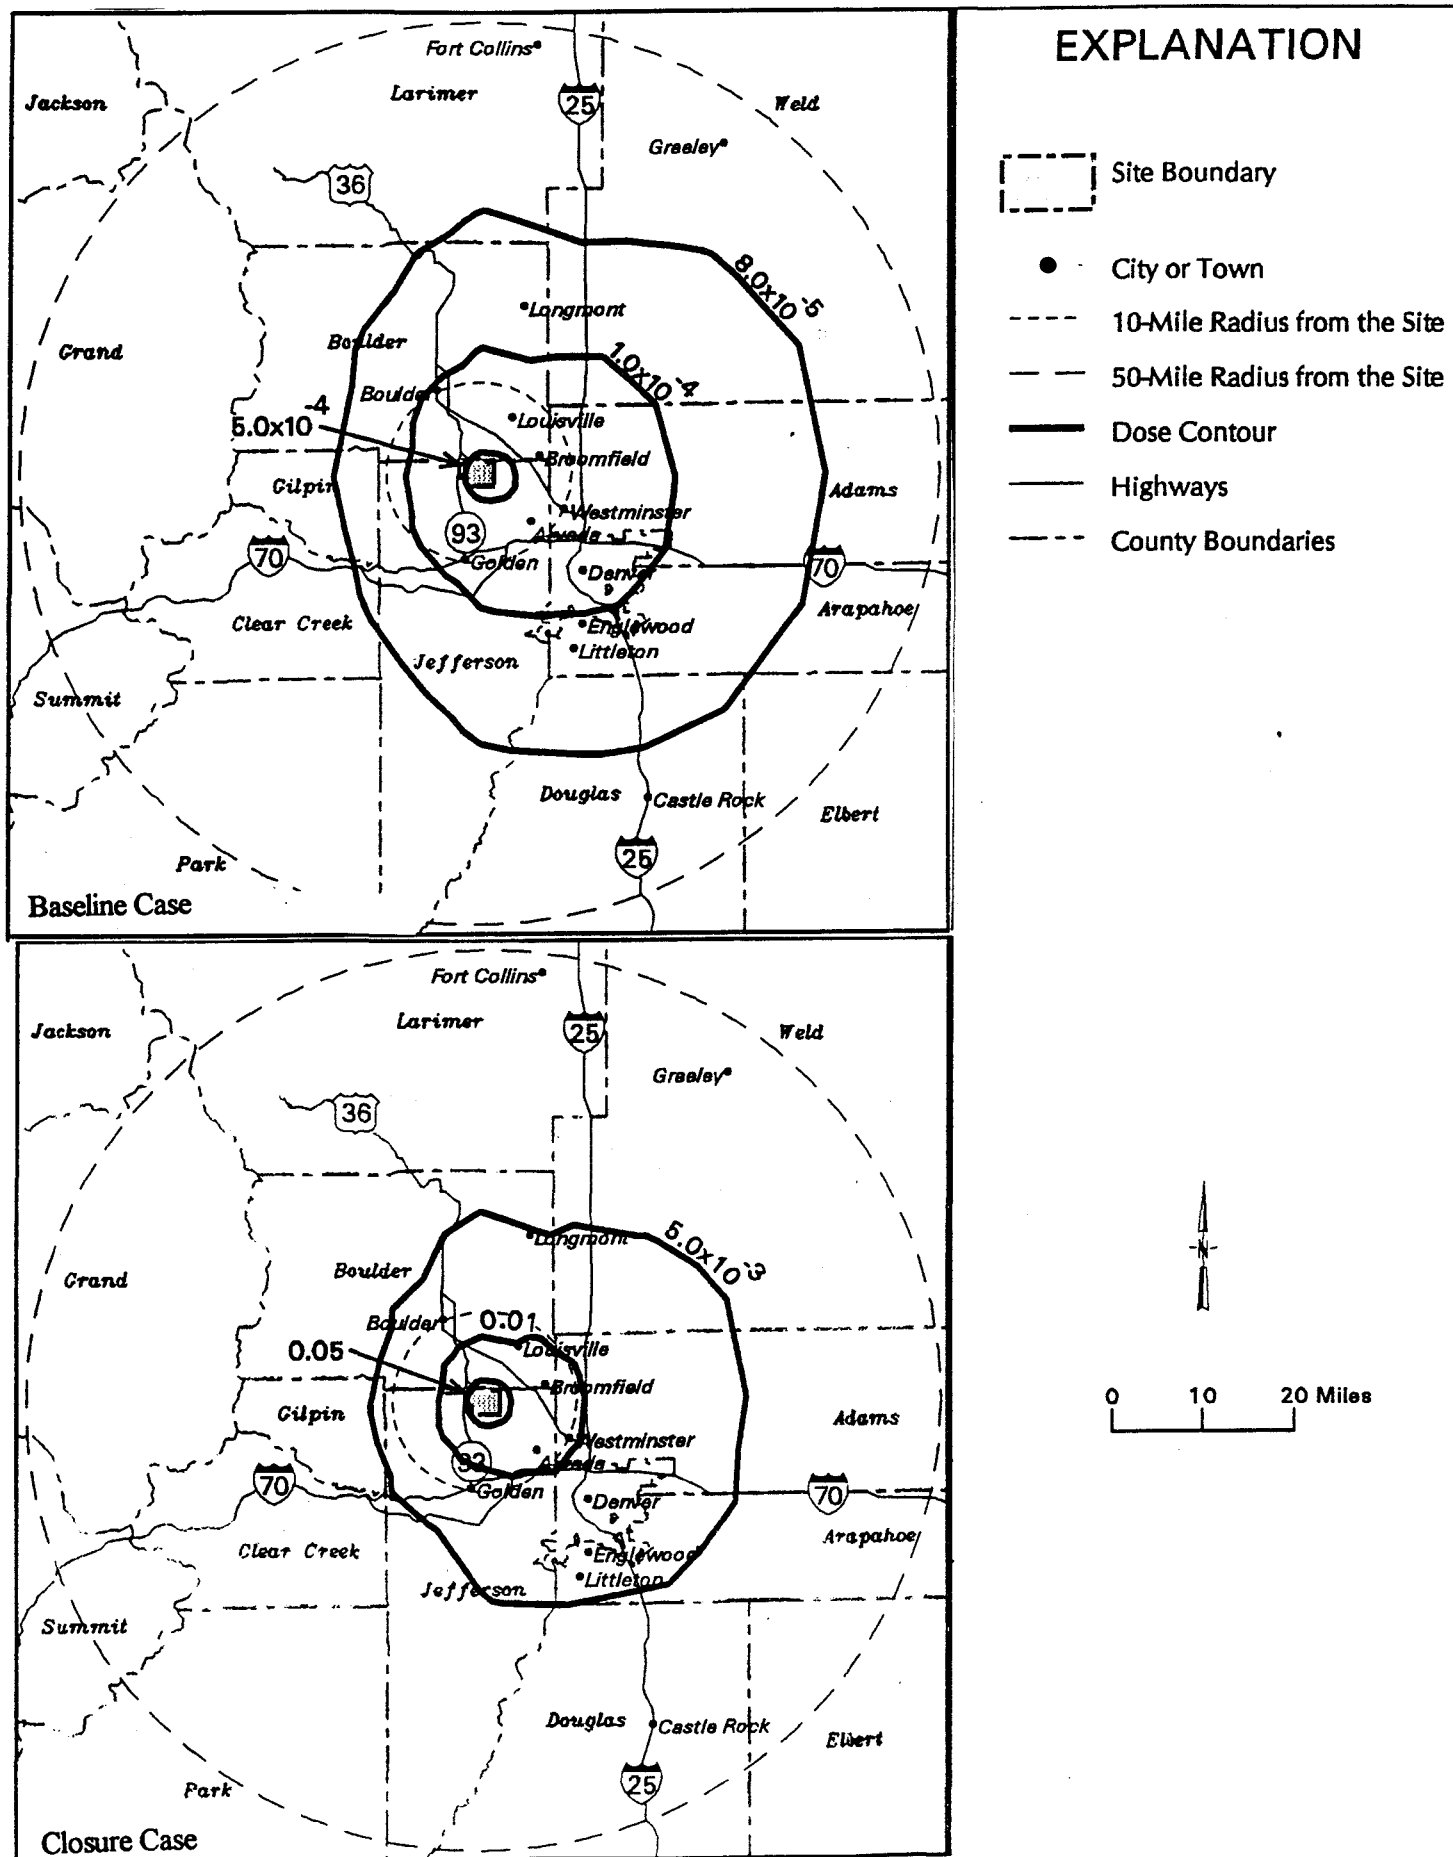 EXPLANATION
Site Boundary
City or Town
10-Mile Radius from the Site
50-Mile Radius from the Site
Dose Contour
Highways
County Boundaries
Fort Collins
Jackson
Larimer
25
Weld
Greeley
36
8.0x10-5
Longmont
Boulder
Grand
1.0x10-4
Boulder
5.0x10-4
Louisville
Broomfield
Gilpin
Adams
Westminster
93
Arvada
70
Golden
Denver
70
Clear Creek
Arapahoe
Englewood
Jefferson
Littleton
Summit
Douglas
Castle Rock
Elbert
25
Park
Baseline Case
Fort Collins
Jackson
Larimer
25
Weld
Greeley
36
Longmont
5.0x10-3
Boulder
Grand
Boulder
0.01
0.05
Louisville
Broomfield
Gilpin
Adams
Westminster
Arvada
70
Golden
Denver
70
Clear Creek
Arapahoe
Englewood
Jefferson
Littleton
Summit
Douglas
Castle Rock
Elbert
25
Park
Closure Case
N
0 10 20 Miles